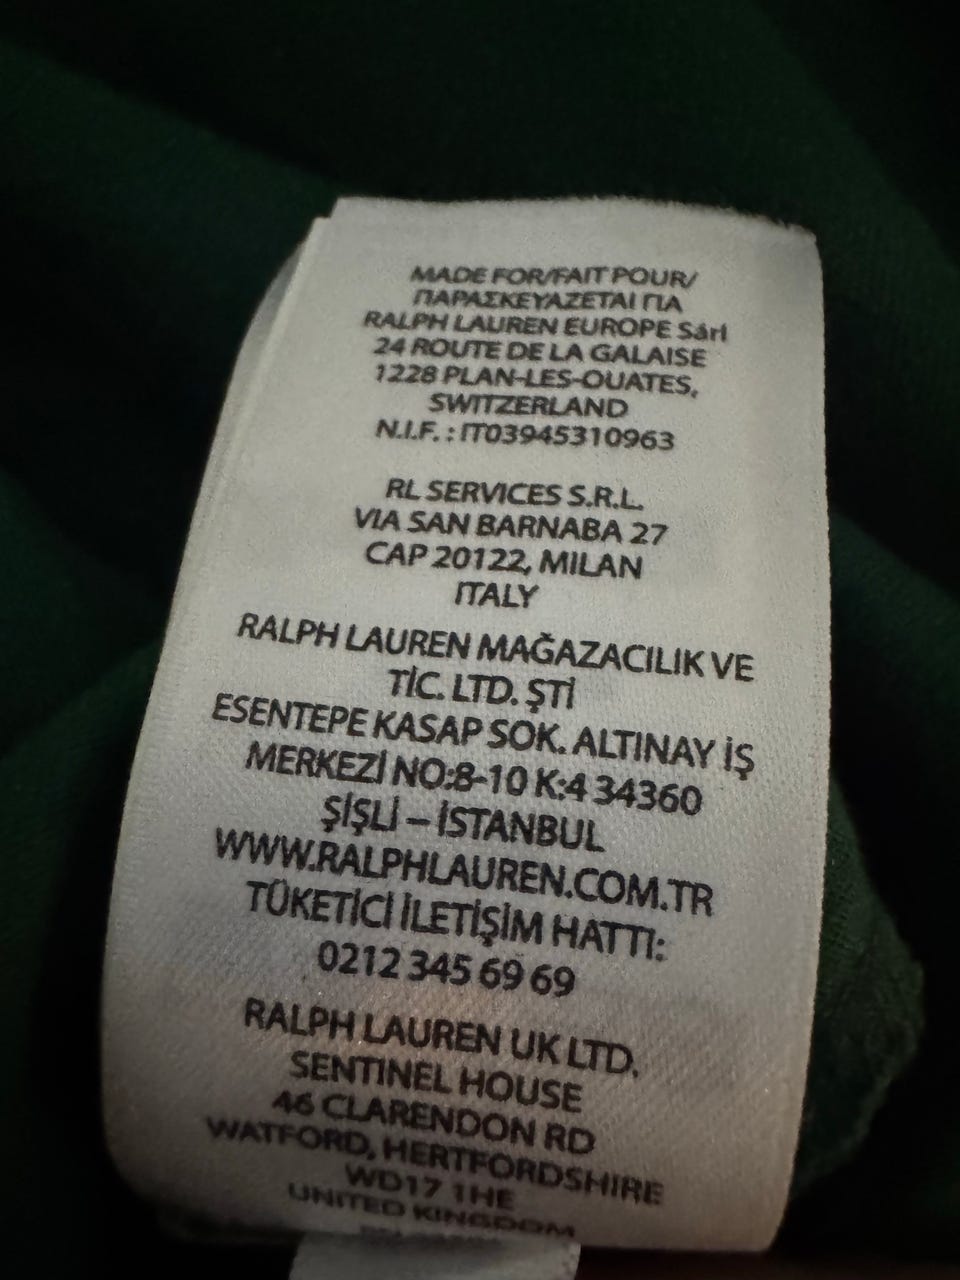 MADE FOR/FAIT POUR/
ΠΑΡΑΣΚΕΥΑΖΕΤΑΙ ΓΙΑ
RALPH LAUREN EUROPE Sárl
24 ROUTE DE LA GALAISE
1228 PLAN-LES-OUATES,
SWITZERLAND
N.I.F. : IT03945310963
RL SERVICES S.R.L.
VIA SAN BARNABA 27
CAP 20122, MILAN
ITALY
RALPH LAUREN MAĞAZACILIK VE
TİC. LTD. ŞTİ
ESENTEPE KASAP SOK. ALTINAY İŞ
MERKEZİ NO:8-10 K:4 34360
ŞİŞLİ – İSTANBUL
WWW.RALPHLAUREN.COM.TR
TÜKETİCİ İLETİŞİM HATTI:
0212 345 69 69
RALPH LAUREN UK LTD.
SENTINEL HOUSE
46 CLARENDON RD
WATFORD, HERTFORDSHIRE
WD17 1HE
UNITED KINGDOM